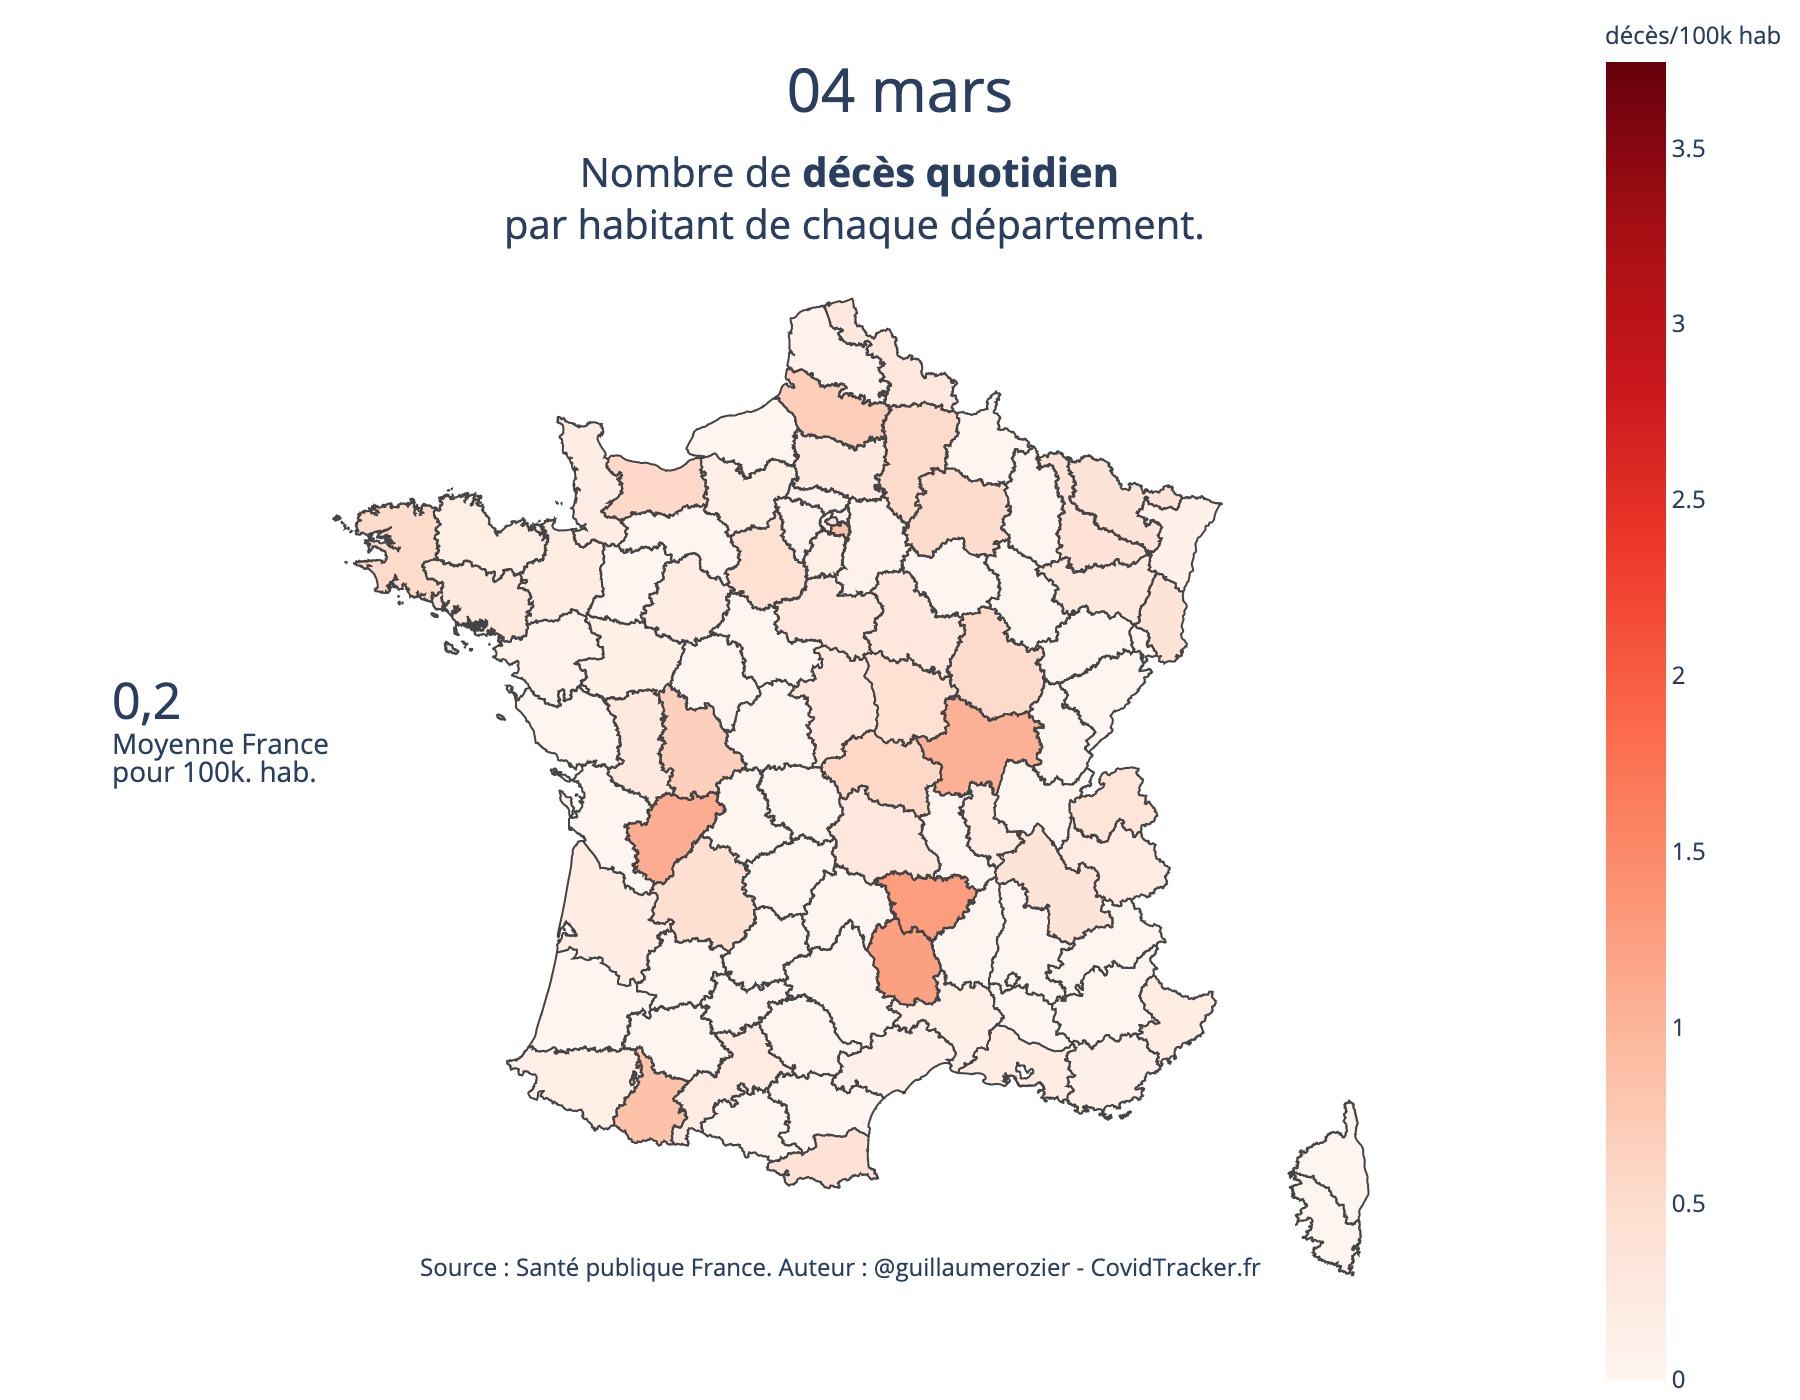 décès/100k hab
04 mars
Nombre de décès quotidien
par habitant de chaque département.
3.5
3
2.5
2
1.5
1
0.5
0
0,2
Moyenne France
pour 100k. hab.
Source : Santé publique France. Auteur : @guillaumerozier - CovidTracker.fr